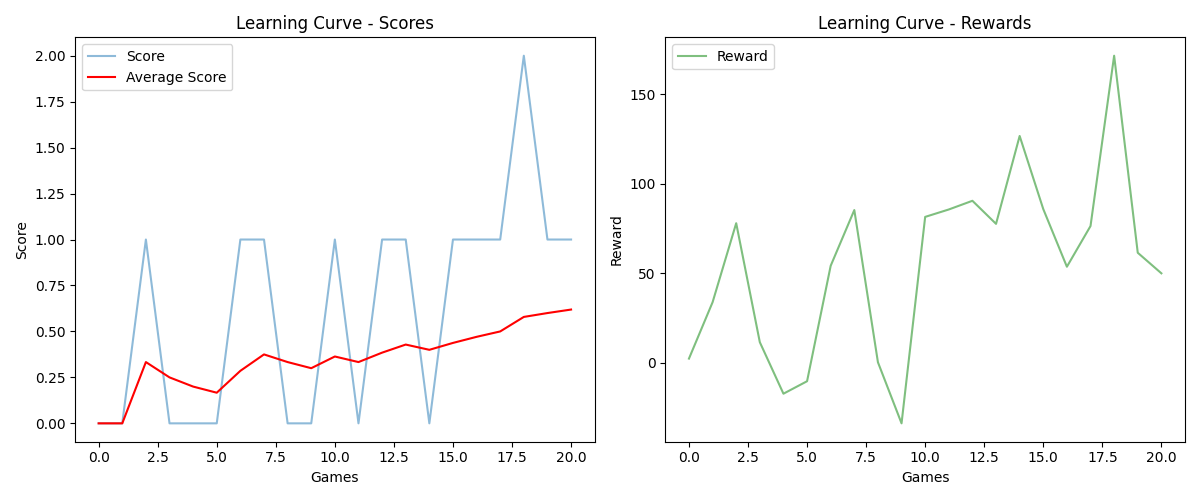 Learning Curve - Scores
Score
Average Score
2.00
1.75
1.50
1.25
1.00
0.75
0.50
0.25
0.00
Score
0.0 2.5 5.0 7.5 10.0 12.5 15.0 17.5 20.0
Games
Learning Curve - Rewards
Reward
150
100
50
0
Reward
0.0 2.5 5.0 7.5 10.0 12.5 15.0 17.5 20.0
Games